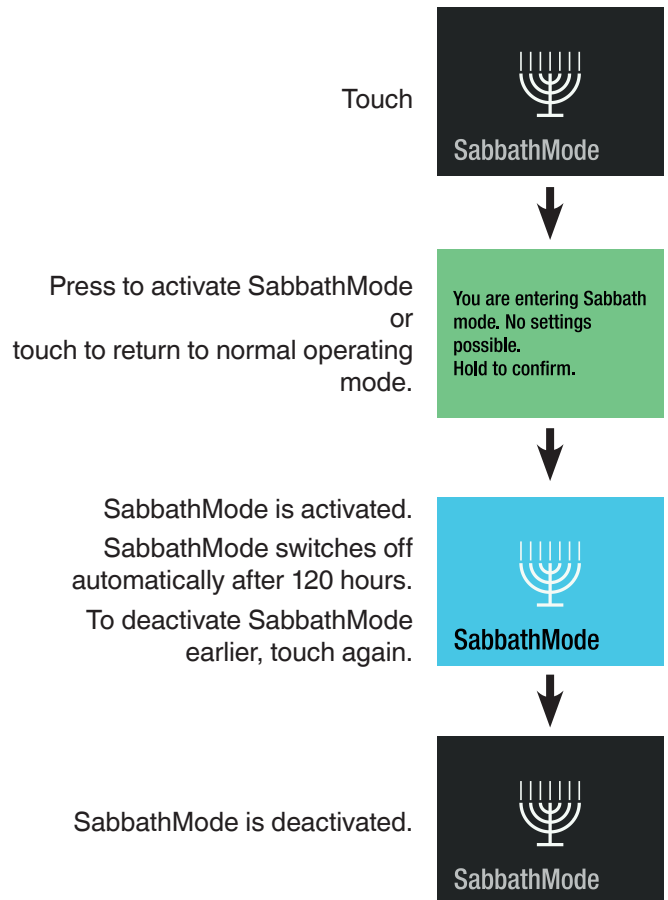 Touch
SabbathMode
Press to activate SabbathMode
or
touch to return to normal operating
mode.
You are entering Sabbath
mode. No settings
possible.
Hold to confirm.
SabbathMode is activated.
SabbathMode switches off
automatically after 120 hours.
To deactivate SabbathMode
earlier, touch again.
SabbathMode
SabbathMode is deactivated.
SabbathMode